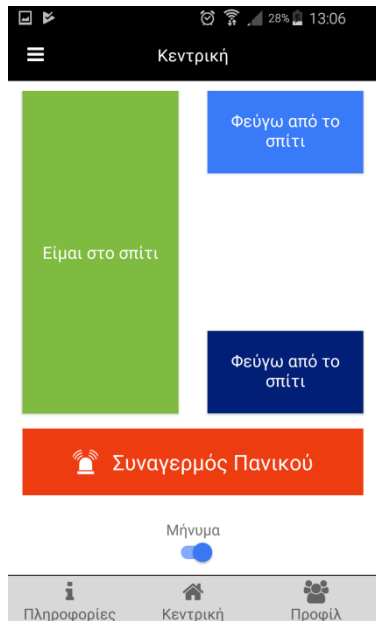 28% 13:06
Κεντρική
Φεύγω από το
σπίτι
Είμαι στο σπίτι
Φεύγω από το
σπίτι
Συναγερμός Πανικού
Μήνυμα
Πληροφορίες Κεντρική Προφίλ